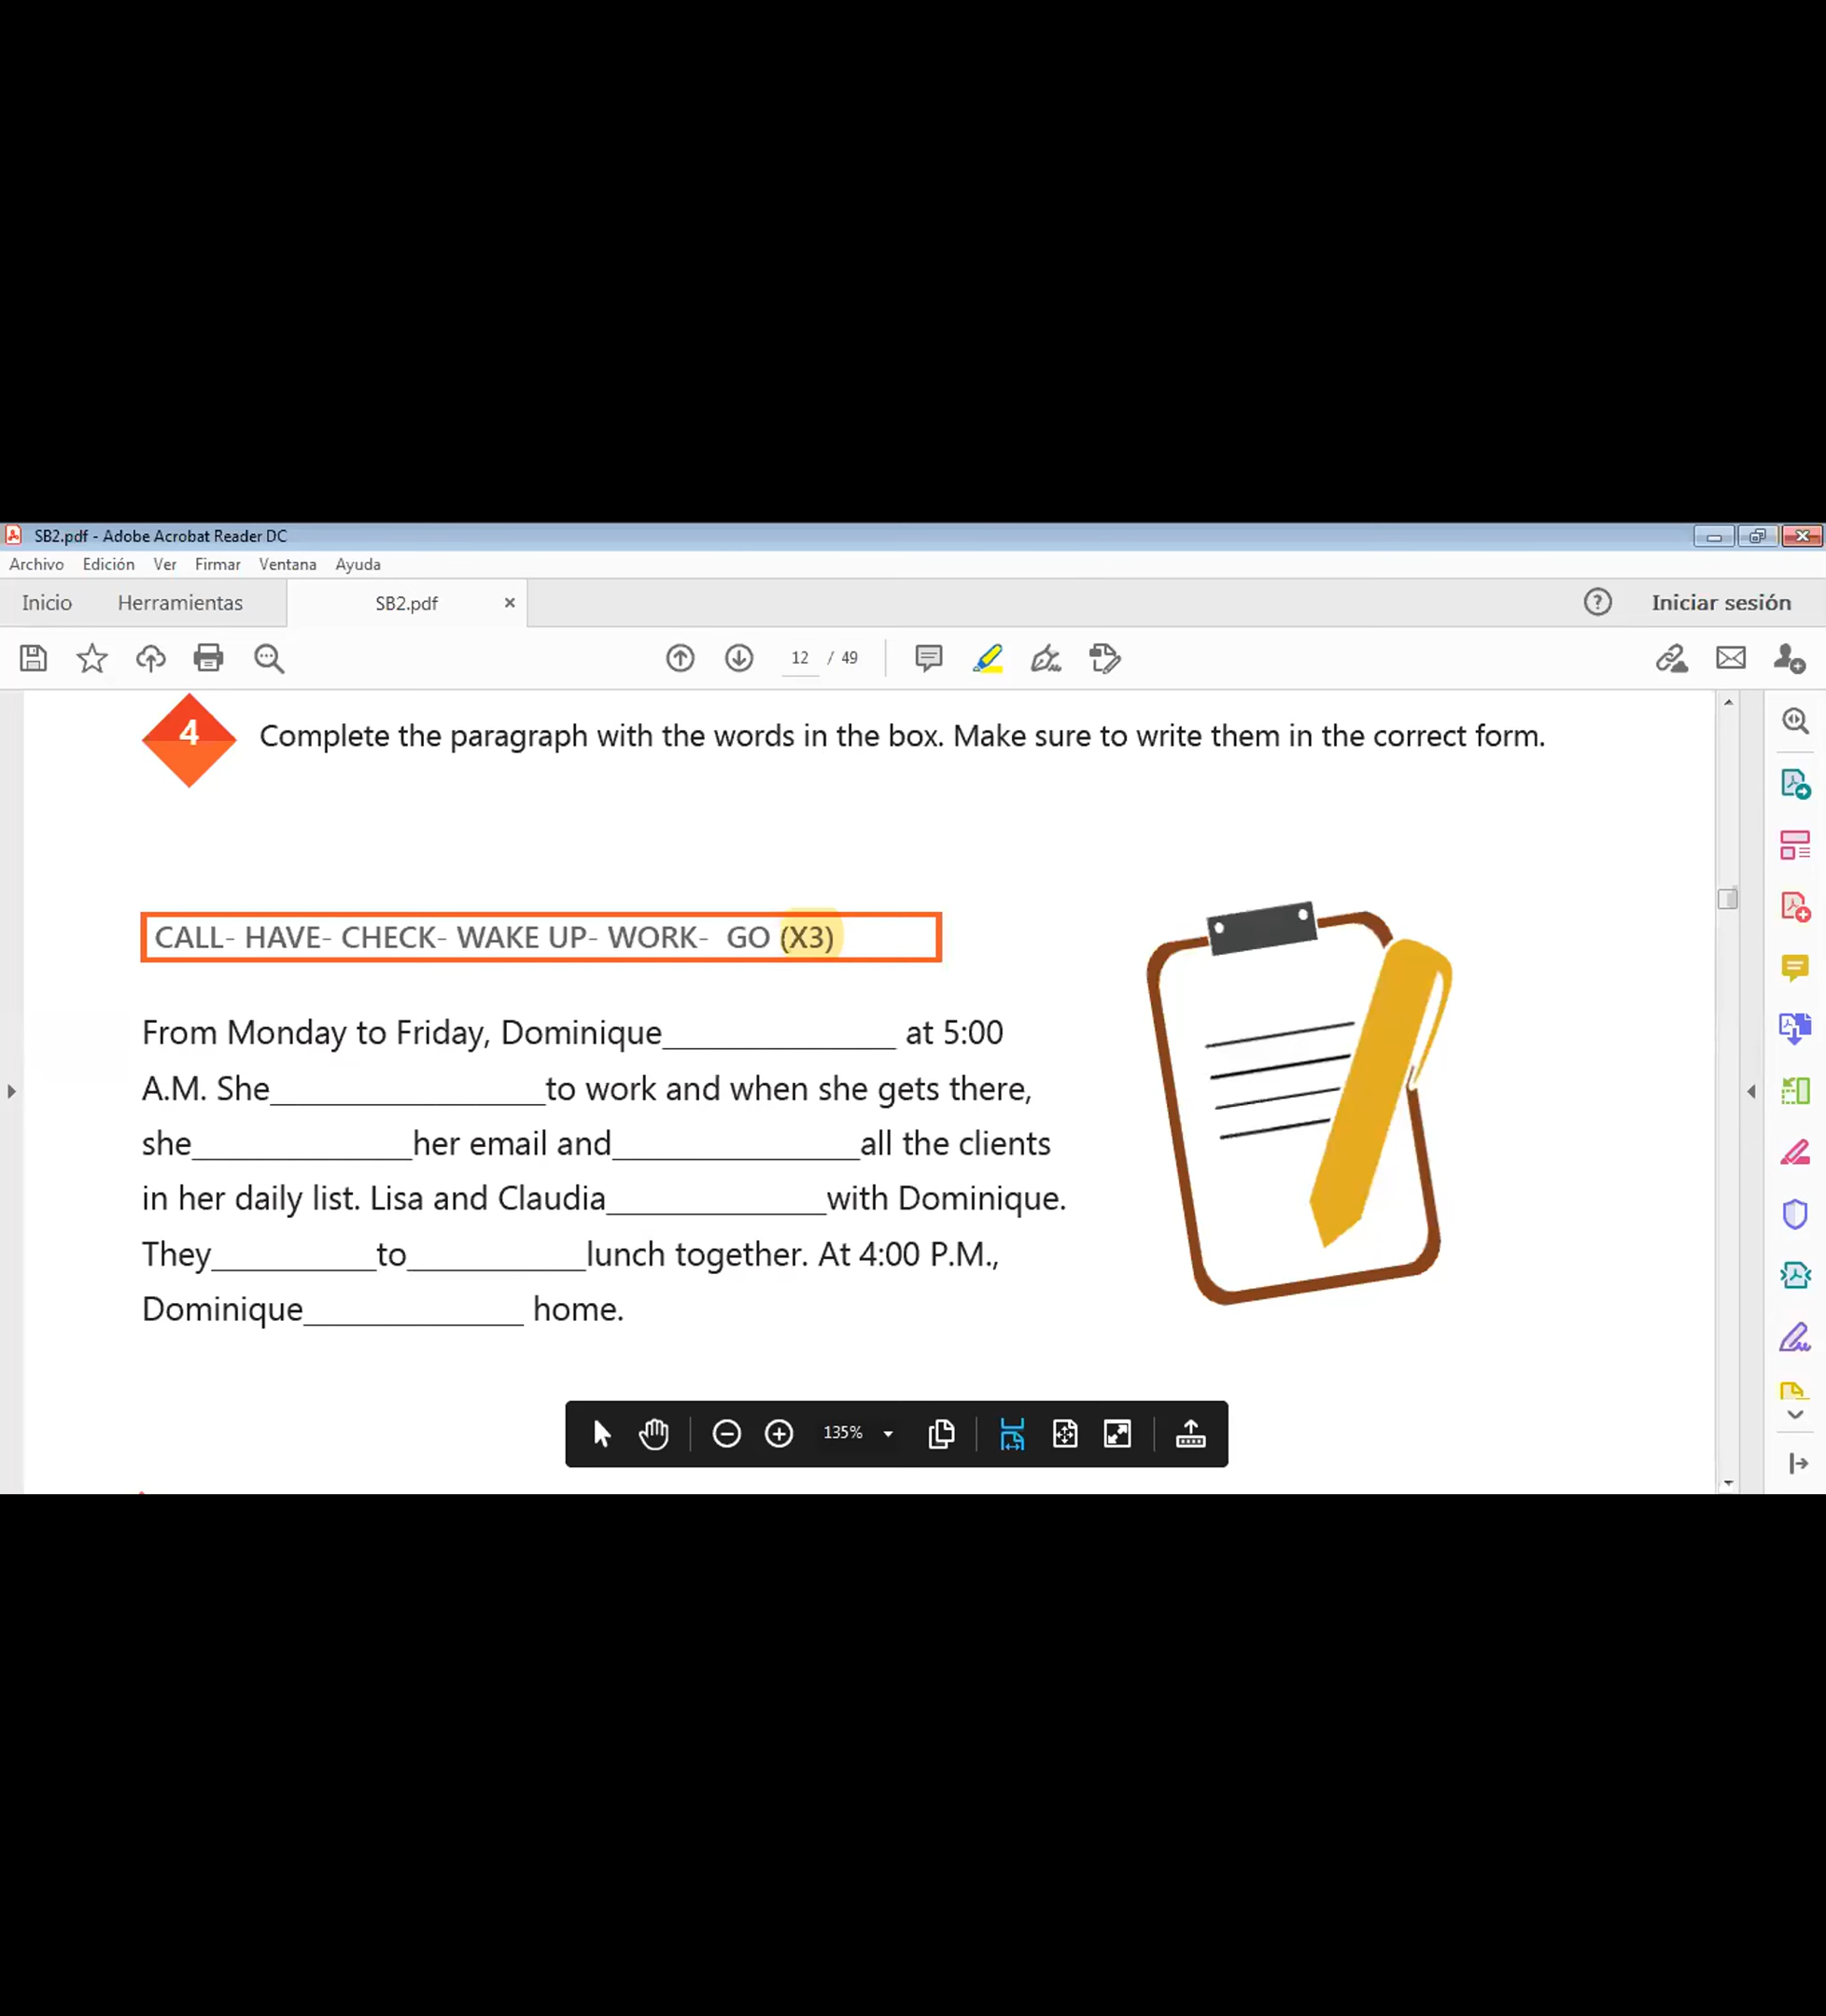 SB2.pdf - Adobe Acrobat Reader DC
Archivo Edición Ver Firmar Ventana Ayuda
Inicio Herramientas SB2.pdf × ? Iniciar sesión
12 / 49
4 Complete the paragraph with the words in the box. Make sure to write them in the correct form.
CALL- HAVE- CHECK- WAKE UP- WORK- GO (X3)
From Monday to Friday, Dominique______________ at 5:00
A.M. She________________to work and when she gets there,
she_____________her email and______________all the clients
in her daily list. Lisa and Claudia_____________with Dominique.
They__________to___________lunch together. At 4:00 P.M.,
Dominique_____________ home.
135%